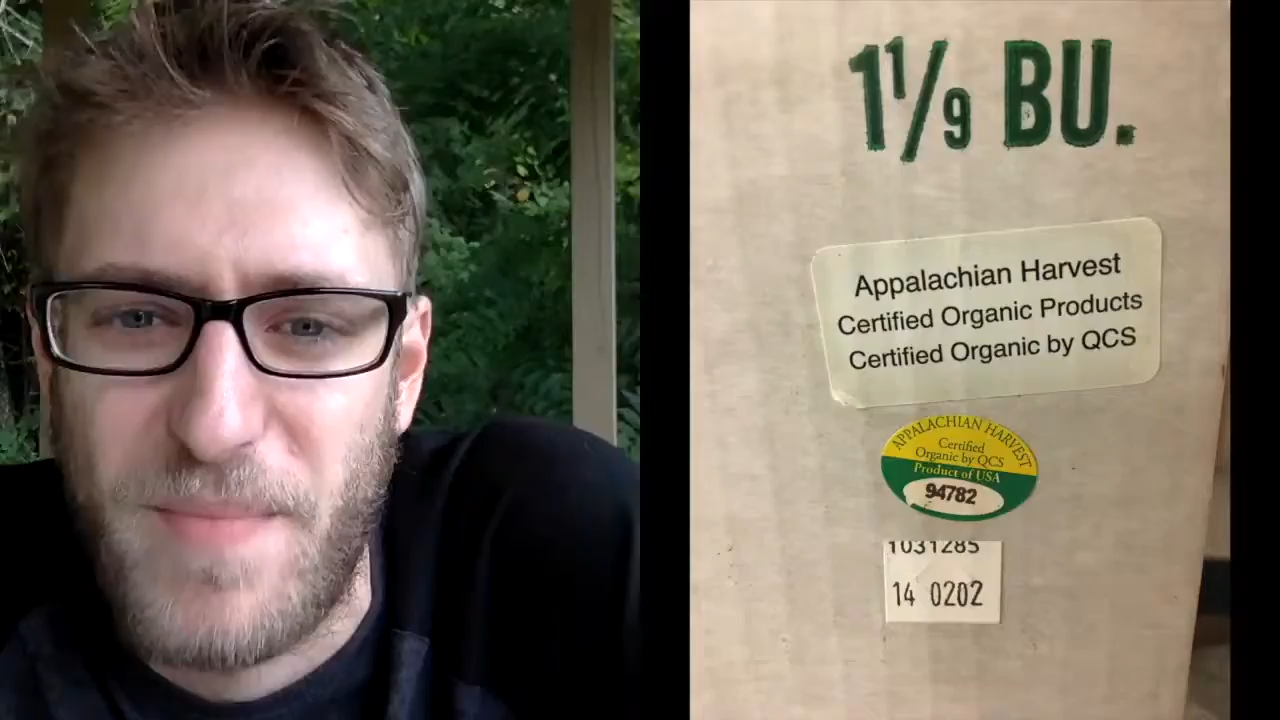 1 1/9 BU.
Appalachian Harvest
Certified Organic Products
Certified Organic by QCS
APPALACHIAN HARVEST
Certified
Organic by QCS
Product of USA
94782
1031285
14 0202